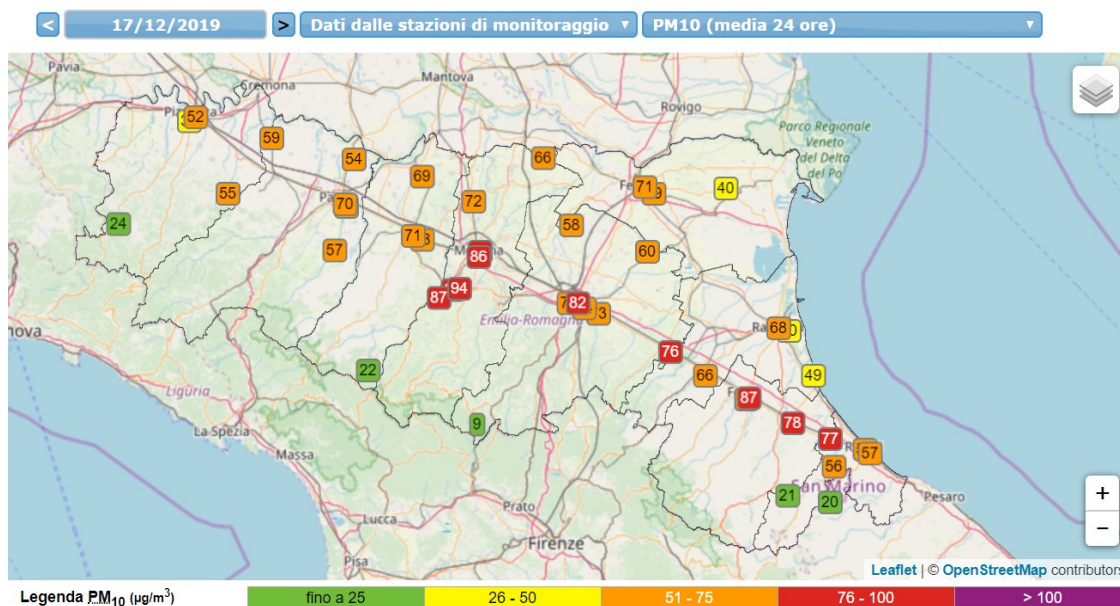 < 17/12/2019 > Dati dalle stazioni di monitoraggio PM10 (media 24 ore)
Pavia
Cremona
Mantova
Rovigo
Parco Regionale
Veneto
del Delta
del Po
52
59
54
66
69
71
40
55
72
70
24
58
71
57
60
86
94
87
82
Emilia-Romagna
68
76
49
22
66
Liguria
87
9
78
77
La Spezia
57
Massa
56
21
San Marino
20
Pesaro
Prato
Lucca
Firenze
Pisa
+
−
Leaflet | © OpenStreetMap contributors
Legenda PM10 (µg/m3) fino a 25 26 - 50 51 - 75 76 - 100 > 100